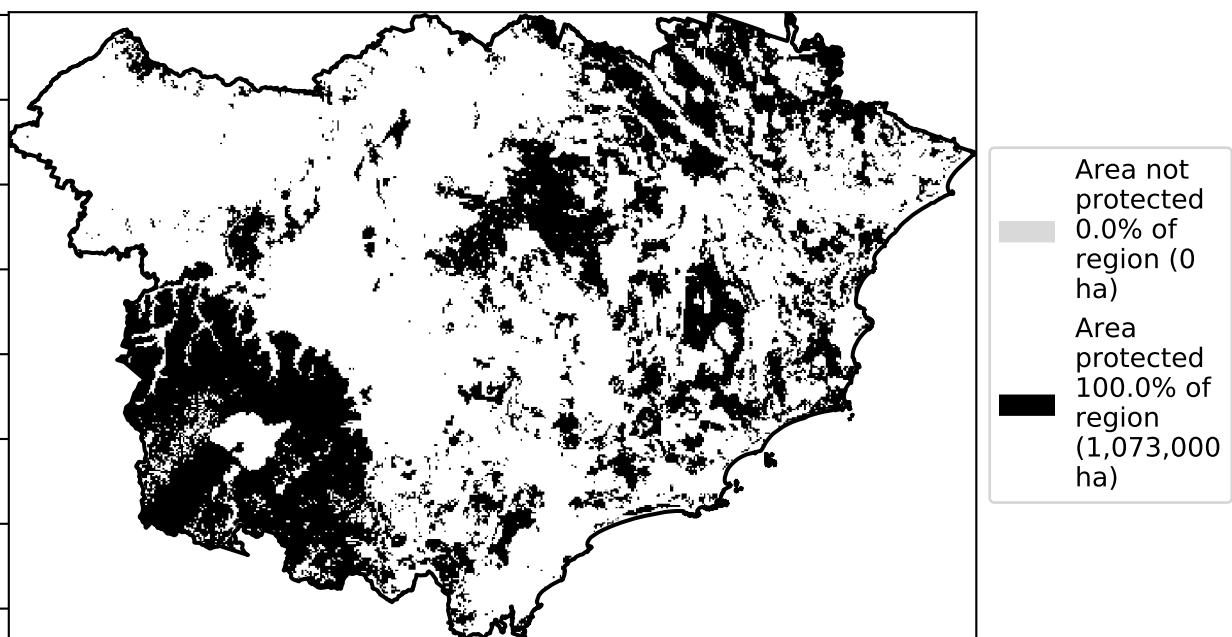 Area not
protected
0.0% of
region (0
ha)
Area
protected
100.0% of
region
(1,073,000
ha)